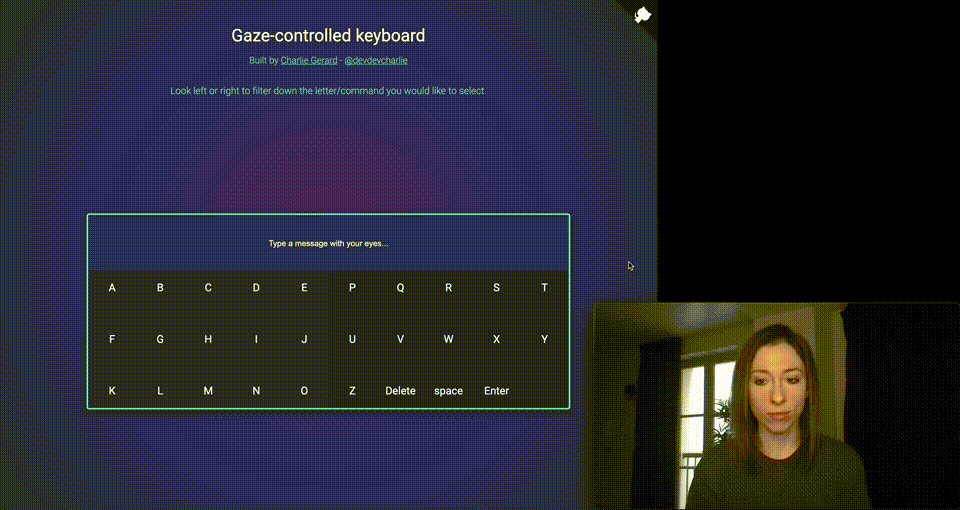 Gaze-controlled keyboard
Built by Charlie Gerard - @devdevcharlie
Look left or right to filter down the letter/command you would like to select.
Type a message with your eyes...
A B C D E P Q R S T
F G H I J U V W X Y
K L M N O Z Delete space Enter